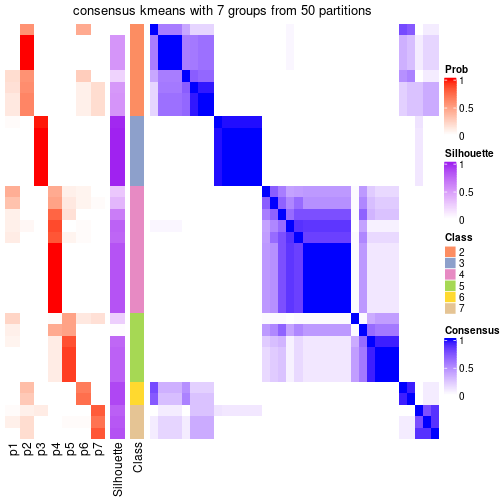 consensus kmeans with 7 groups from 50 partitions
Prob
1
0.5
0
Silhouette
1
0.5
0
Class
2
3
4
5
6
7
Consensus
1
0.5
0
p1
p2
p3
p4
p5
p6
p7
Silhouette
Class